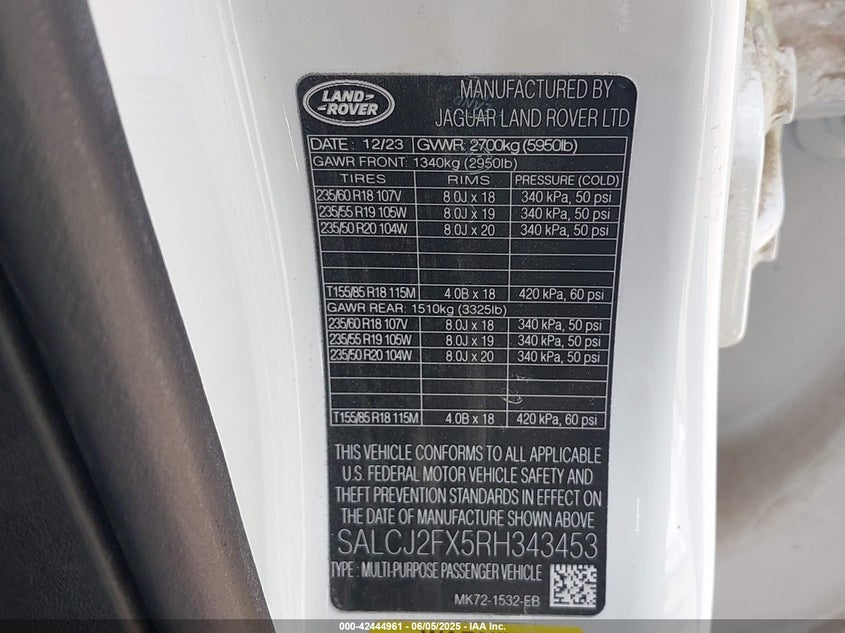 LAND-
-ROVER
MANUFACTURED BY
JAGUAR LAND ROVER LTD
DATE: 12/23 GVWR 2700kg (5950lb)
GAWR FRONT: 1340kg (2950lb)
TIRES RIMS PRESSURE (COLD)
235/60 R18 107V 8.0J x 18 340 kPa, 50 psi
235/55 R19 105W 8.0J x 19 340 kPa, 50 psi
235/50 R20 104W 8.0J x 20 340 kPa, 50 psi
T155/85 R18 115M 4.0B x 18 420 kPa, 60 psi
GAWR REAR: 1510kg (3325lb)
235/60 R18 107V 8.0J x 18 340 kPa, 50 psi
235/55 R19 105W 8.0J x 19 340 kPa, 50 psi
235/50 R20 104W 8.0J x 20 340 kPa, 50 psi
T155/85 R18 115M 4.0B x 18 420 kPa, 60 psi
THIS VEHICLE CONFORMS TO ALL APPLICABLE
U.S. FEDERAL MOTOR VEHICLE SAFETY AND
THEFT PREVENTION STANDARDS IN EFFECT ON
THE DATE OF MANUFACTURE SHOWN ABOVE
SALCJ2FX5RH343453
TYPE: MULTI-PURPOSE PASSENGER VEHICLE
MK72-1532-EB
000-42444961 - 06/05/2025 - IAA Inc.